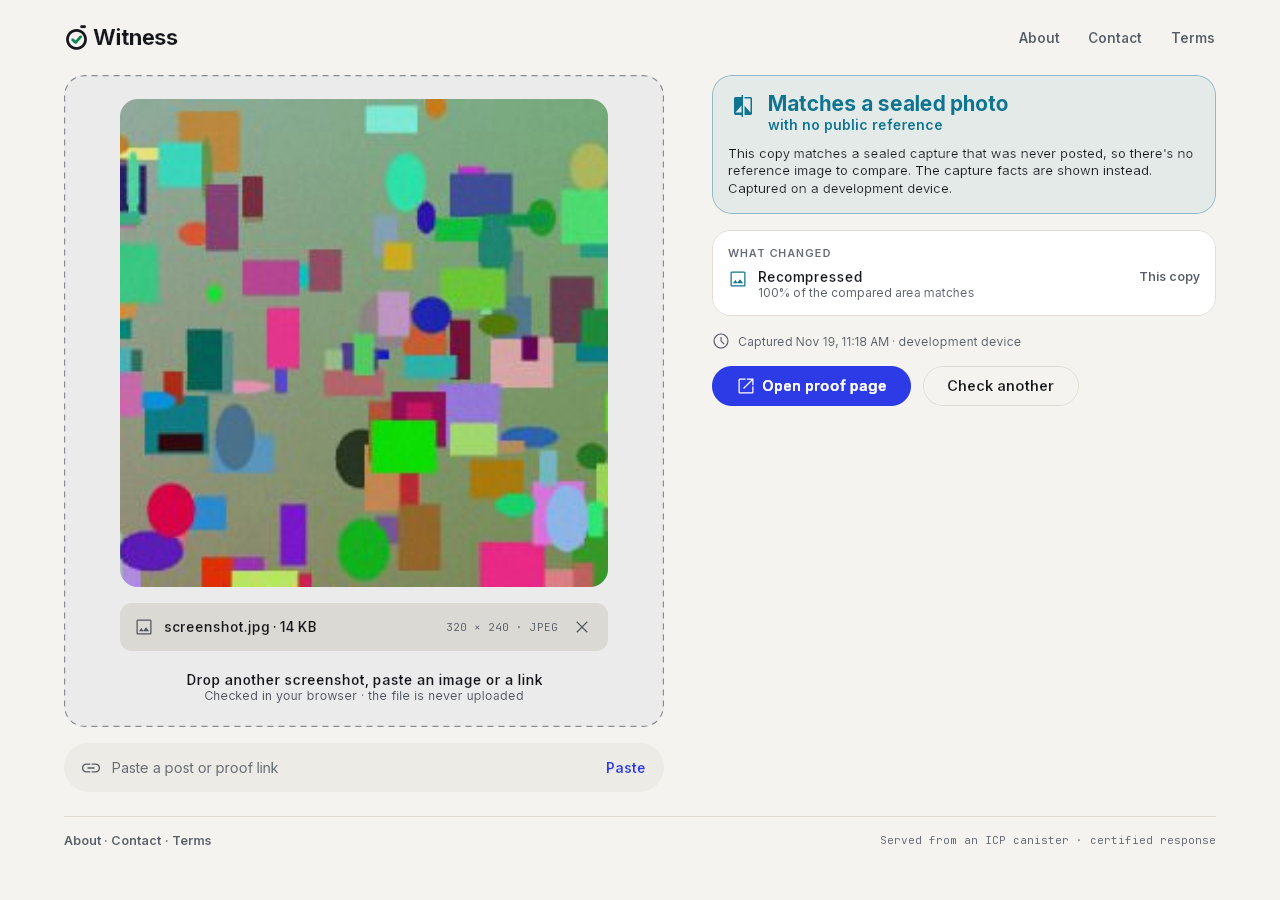 Witness
About
Contact
Terms
screenshot.jpg · 14 KB
320 × 240 · JPEG
Drop another screenshot, paste an image or a link
Checked in your browser · the file is never uploaded
Paste a post or proof link
Paste
Matches a sealed photo
with no public reference
This copy matches a sealed capture that was never posted, so there's no
reference image to compare. The capture facts are shown instead.
Captured on a development device.
WHAT CHANGED
Recompressed
This copy
100% of the compared area matches
Captured Nov 19, 11:18 AM · development device
Open proof page
Check another
About · Contact · Terms
Served from an ICP canister · certified response